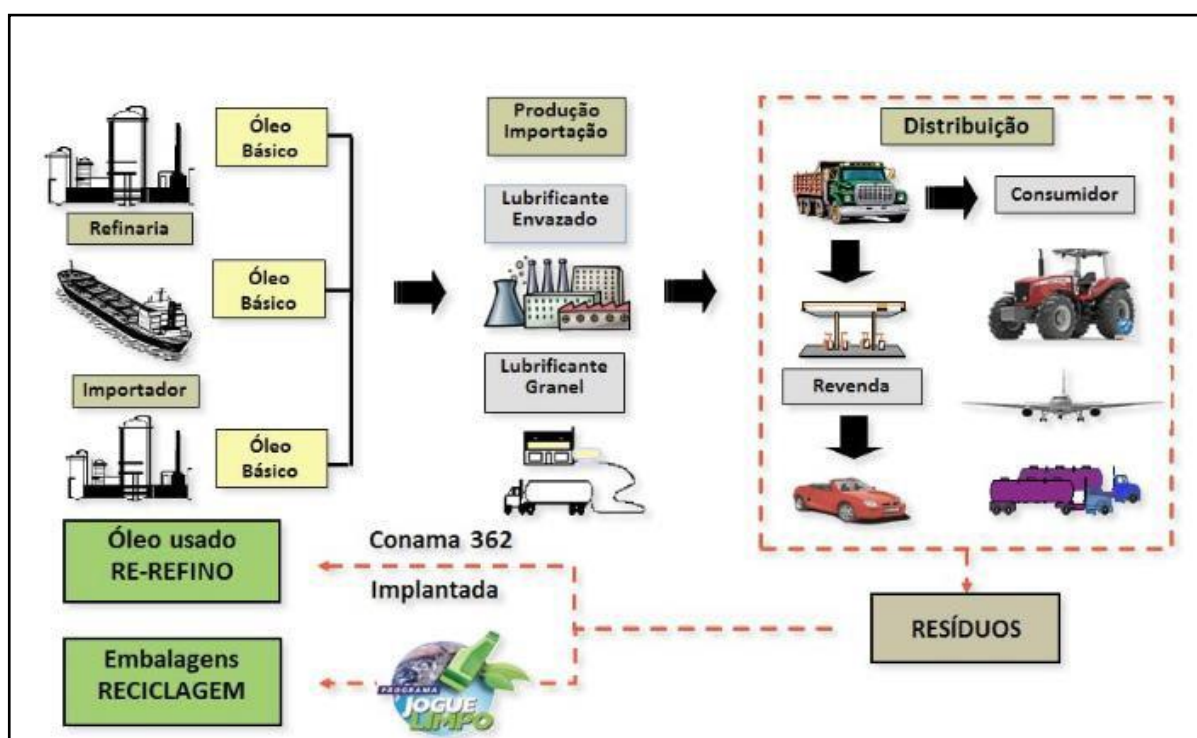 Óleo
Básico
Refinaria
Óleo
Básico
Importador
Óleo
Básico
Produção
Importação
Lubrificante
Envazado
Lubrificante
Granel
Distribuição
Consumidor
Revenda
Óleo usado
RE-REFINO
Conama 362
Implantada
RESÍDUOS
Embalagens
RECICLAGEM
PROGRAMA
JOGUE
LIMPO